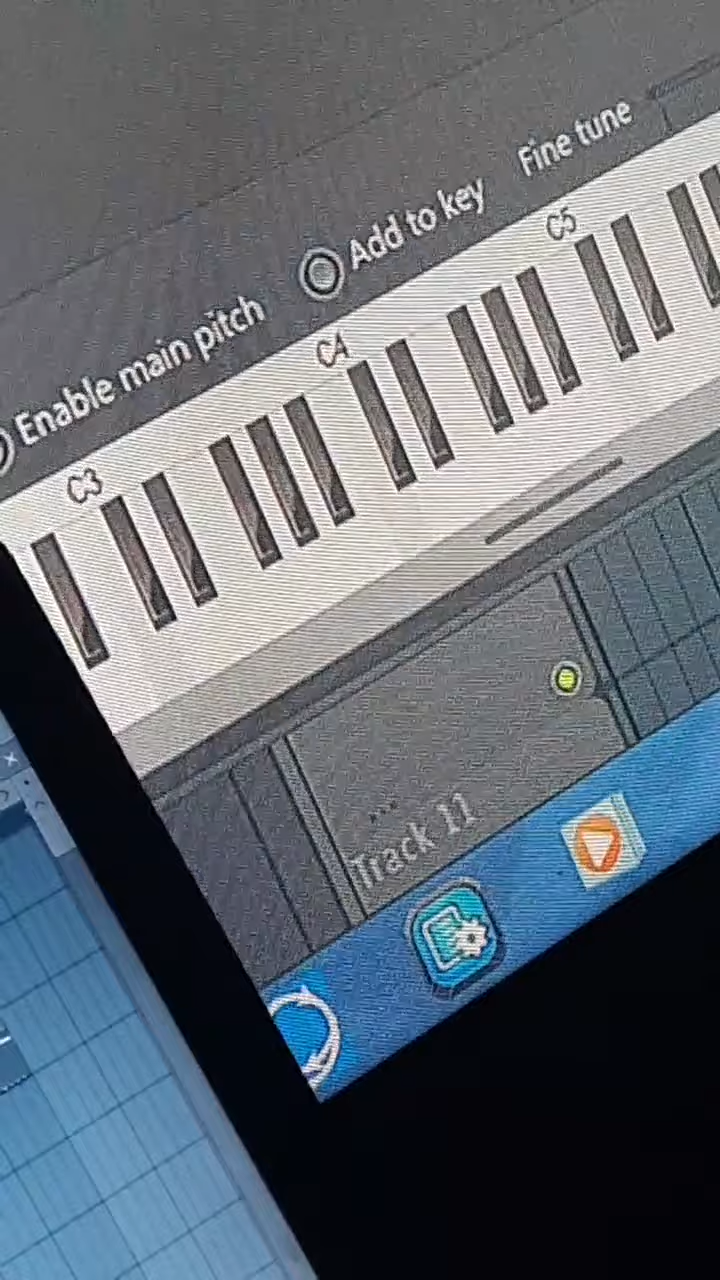 Enable main pitch
Add to key
Fine tune
C3
C4
C5
Track 11